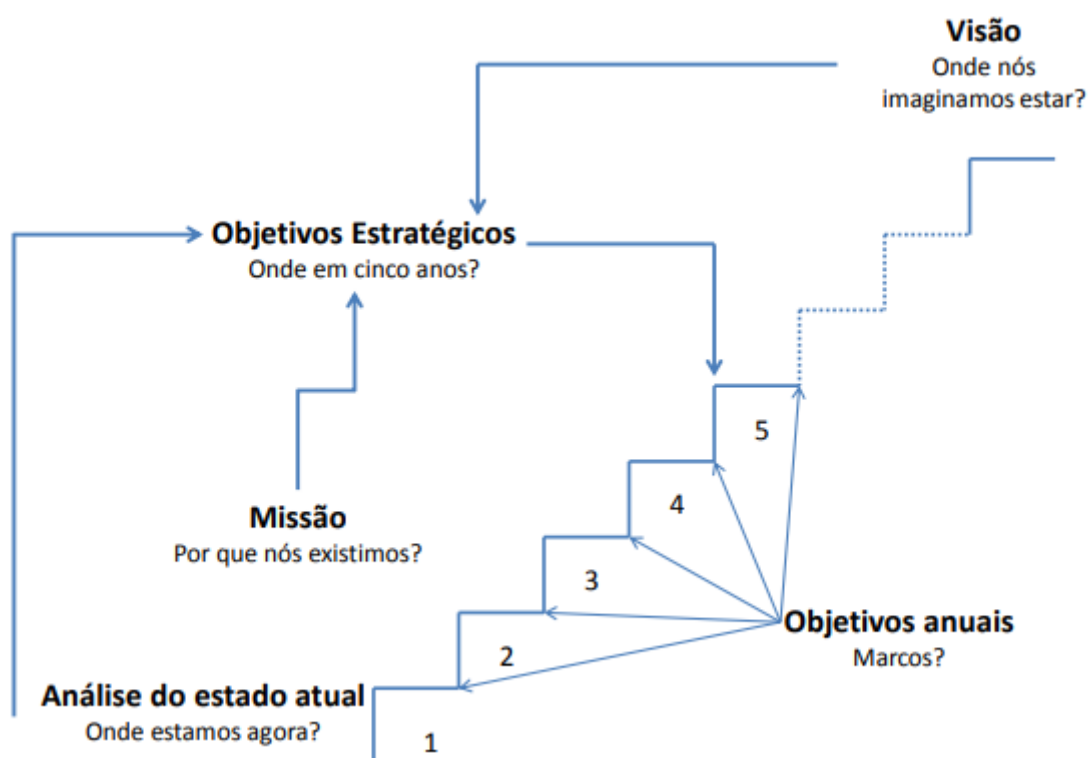 Visão
Onde nós
imaginamos estar?
Objetivos Estratégicos
Onde em cinco anos?
5
4
Missão
Por que nós existimos?
3
Objetivos anuais
Marcos?
2
Análise do estado atual
Onde estamos agora?
1